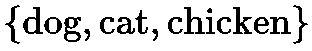 {dog, cat, chicken}